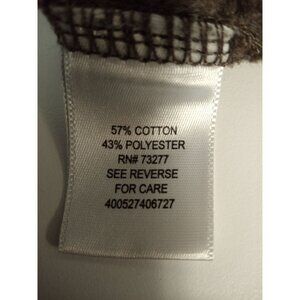 57% COTTON
43% POLYESTER
RN# 73277
SEE REVERSE
FOR CARE
400527406727